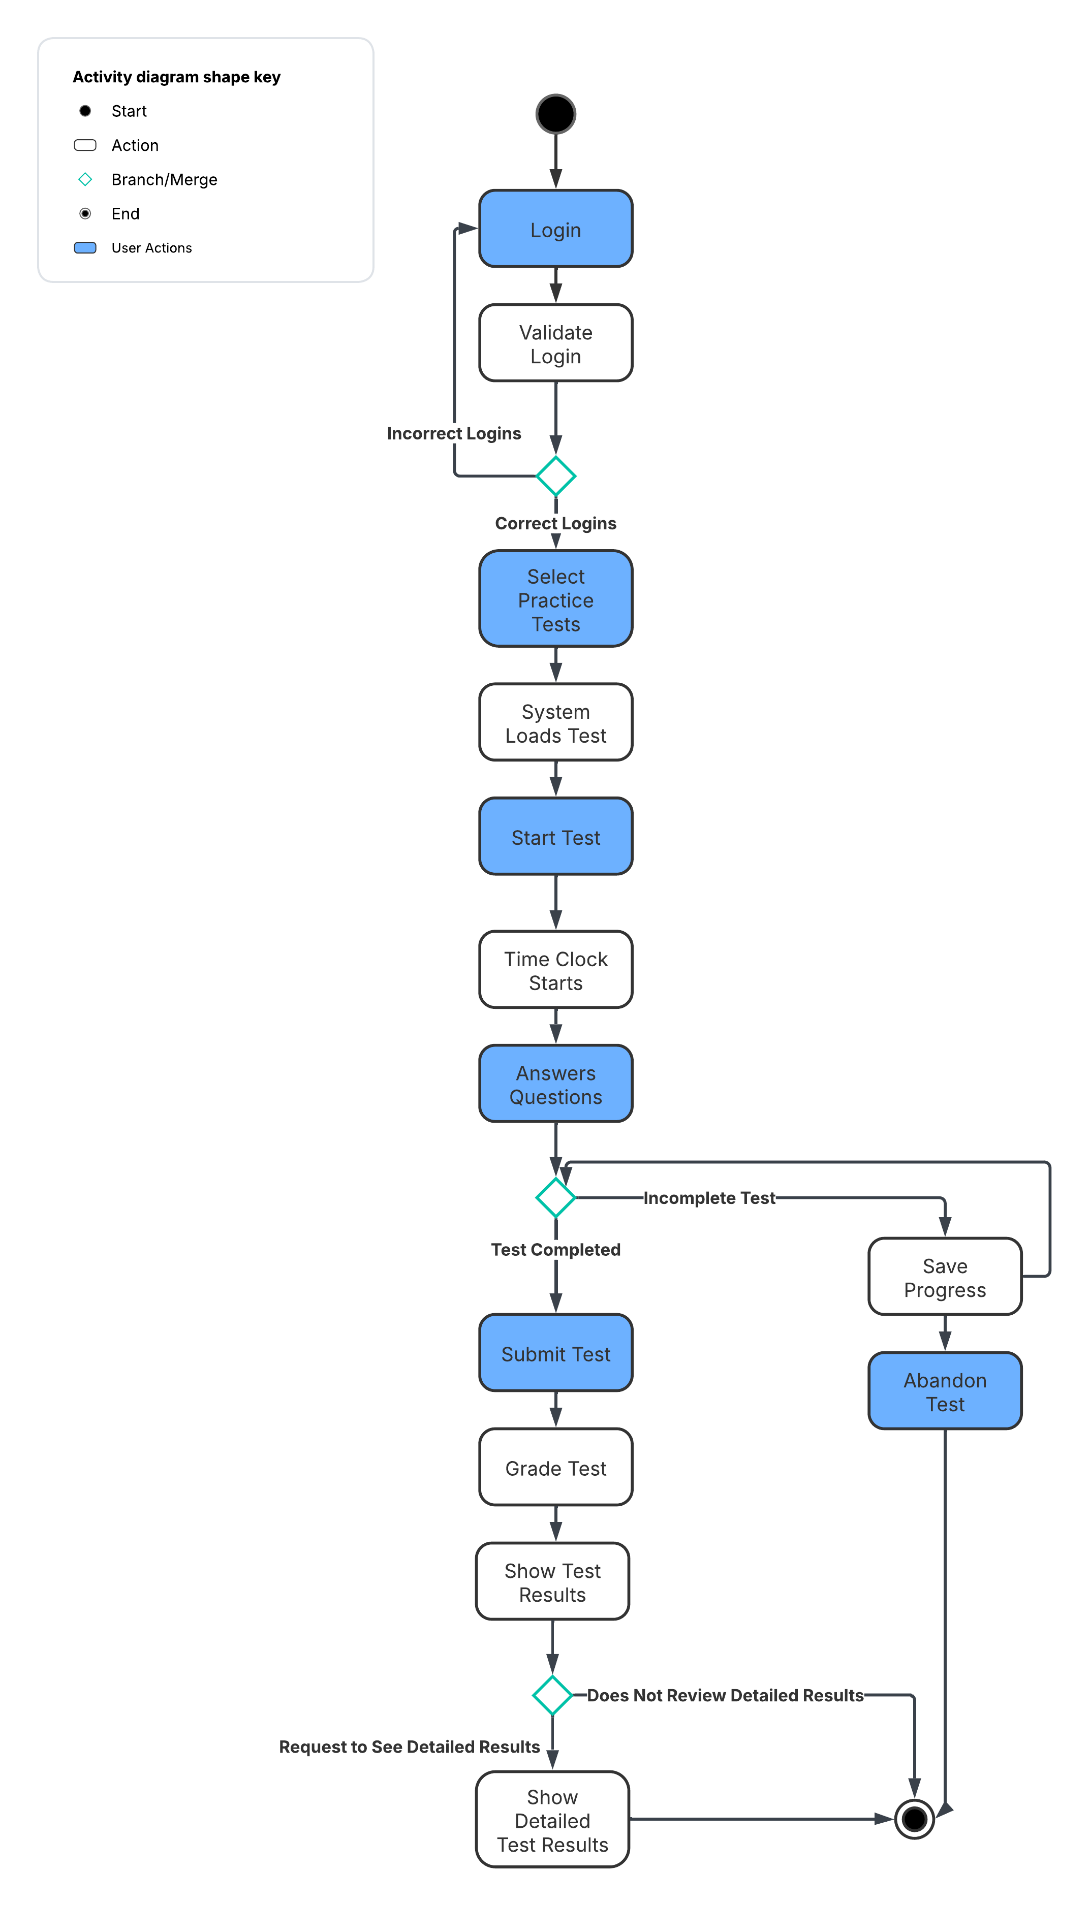 Activity diagram shape key
Start
Action
Branch/Merge
End
User Actions
Login
Validate
Login
Incorrect Logins
Correct Logins
Select
Practice
Tests
System
Loads Test
Start Test
Time Clock
Starts
Answers
Questions
Incomplete Test
Test Completed
Save
Progress
Submit Test
Abandon
Test
Grade Test
Show Test
Results
Does Not Review Detailed Results
Request to See Detailed Results
Show
Detailed
Test Results